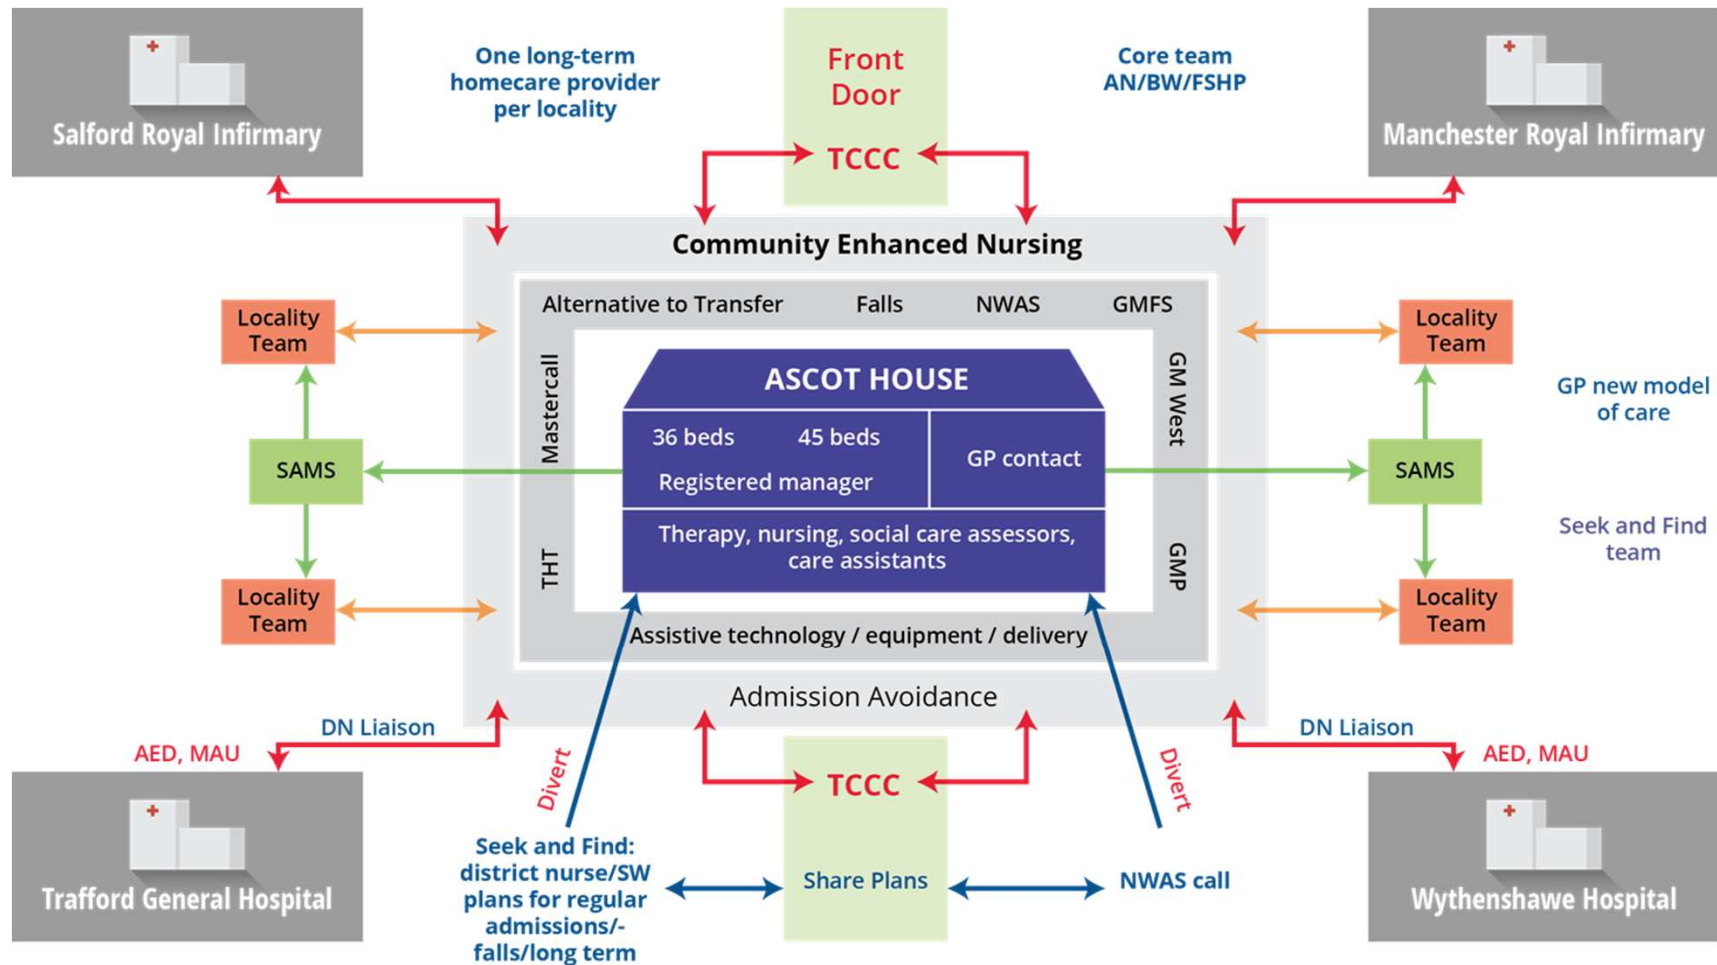 Salford Royal Infirmary
One long-term
homecare provider
per locality
Front
Door
TCCC
Core team
AN/BW/FSHP
Manchester Royal Infirmary
Community Enhanced Nursing
Alternative to Transfer
Falls
NWAS
GMFS
Locality
Team
Mastercall
ASCOT HOUSE
GM West
Locality
Team
GP new model
of care
36 beds
45 beds
GP contact
Registered manager
SAMS
SAMS
THT
Therapy, nursing, social care assessors,
care assistants
GMP
Seek and Find
team
Locality
Team
Locality
Team
Assistive technology / equipment / delivery
Admission Avoidance
DN Liaison
AED, MAU
DN Liaison
AED, MAU
Divert
TCCC
Divert
Trafford General Hospital
Seek and Find:
district nurse/SW
plans for regular
admissions/-
falls/long term
Share Plans
NWAS call
Wythenshawe Hospital